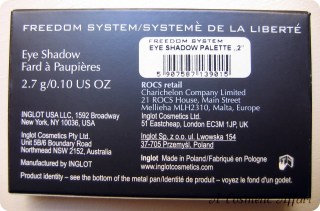 FREEDOM SYSTEM/SYSTEMÈ DE LA LIBERTÉ
Eye Shadow
Fard à Paupières
2.7 g/0.10 US OZ
FREEDOM SYSTEM
EYE SHADOW PALETTE „2"
5907587139015
ROCS retail
Charichelon Company Limited
21 ROCS House, Main Street
Mellieha MLH2310, Malta, Europe
INGLOT USA, LLC, 1592 Broadway
New York, NY 10036, USA
Inglot Cosmetics
51 Eastcheap, London EC3M 1JP, UK
Inglot Cosmetics Pty Ltd.
Unit 5B/6 Boundary Road
Northmead NSW 2152, Australia
Inglot Sp. z o.o. ul. Lwowska 154
37-705 Przemyśl, Poland
Manufactured by INGLOT
Inglot Made in Poland/Fabriqué en Pologne
www.inglotcosmetics.com
Product identity – see the bottom of the metal pan/Identité de produit - voyez le fond d'un godet.